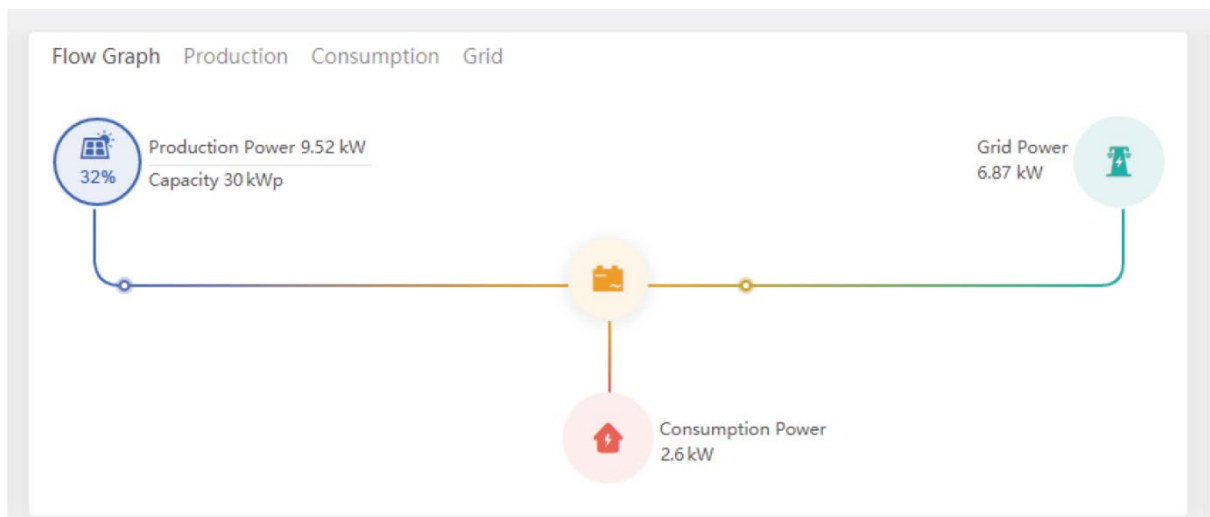 Flow Graph Production Consumption Grid
Production Power 9.52 kW
Capacity 30 kWp
32%
Grid Power
6.87 kW
Consumption Power
2.6 kW